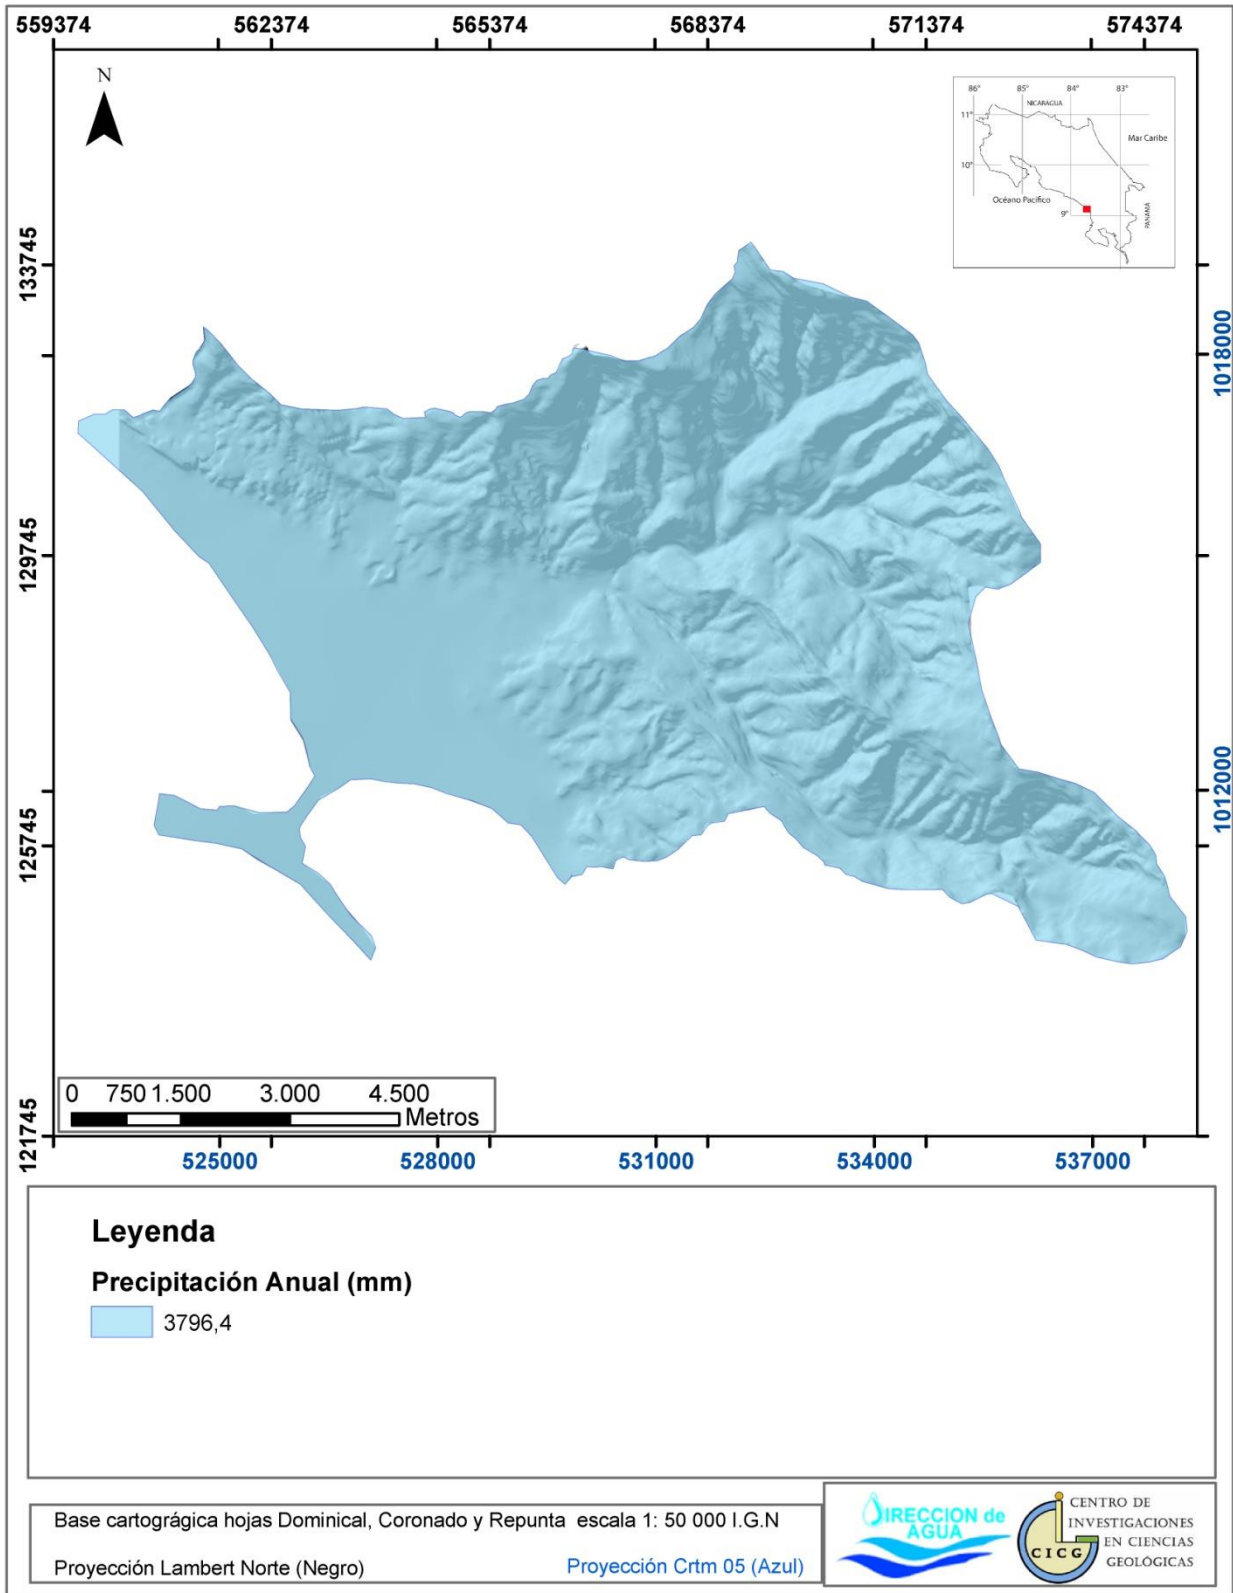 559374 562374 565374 568374 571374 574374
N
86° 85° 84° 83°
NICARAGUA
11°
Mar Caribe
10°
Océano Pacífico
9°
PANAMÁ
133745
1018000
129745
1012000
125745
121745
0 750 1.500 3.000 4.500
Metros
525000 528000 531000 534000 537000
Leyenda
Precipitación Anual (mm)
3796,4
Base cartográgica hojas Dominical, Coronado y Repunta escala 1: 50 000 I.G.N
Proyección Lambert Norte (Negro) Proyección Crtm 05 (Azul)
DIRECCION de
AGUA
CICG
CENTRO DE
INVESTIGACIONES
EN CIENCIAS
GEOLÓGICAS